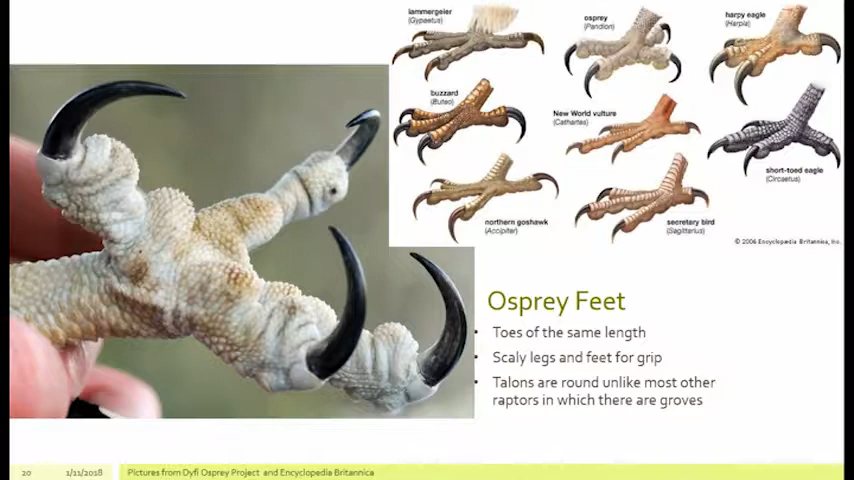 lammergeier
(Gypaetus)
osprey
(Pandion)
harpy eagle
(Harpia)
buzzard
(Buteo)
New World vulture
(Cathartes)
short-toed eagle
(Circaetus)
northern goshawk
(Accipiter)
secretary bird
(Sagittarius)
© 2006 Encyclopædia Britannica, Inc.
Osprey Feet
• Toes of the same length
• Scaly legs and feet for grip
• Talons are round unlike most other
raptors in which there are groves
20
1/11/2018
Pictures from Dyfi Osprey Project and Encyclopedia Britannica